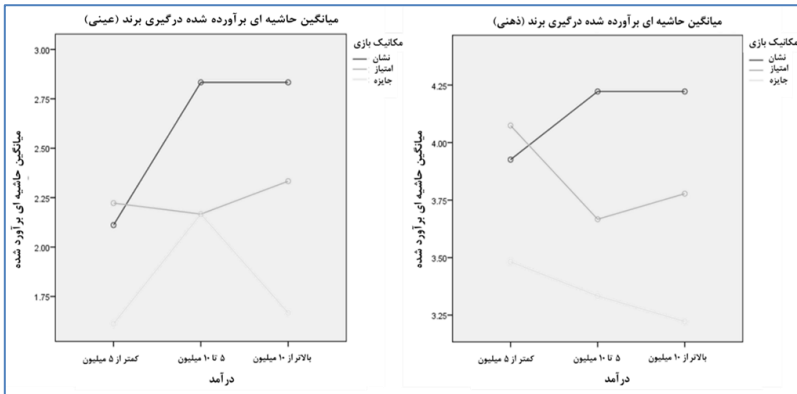 میانگین حاشیه ای برآورده شده درگیری برند (عینی)
مکانیک بازی
نشان
امتیاز
جایزه
میانگین حاشیه ای برآورد شده
3.00
2.75
2.50
2.25
2.00
1.75
کمتر از ۵ میلیون
۵ تا ۱۰ میلیون
بالاتر از ۱۰ میلیون
درآمد
میانگین حاشیه ای برآورده شده درگیری برند (ذهنی)
مکانیک بازی
نشان
امتیاز
جایزه
میانگین حاشیه ای برآورد شده
4.25
4.00
3.75
3.50
3.25
کمتر از ۵ میلیون
۵ تا ۱۰ میلیون
بالاتر از ۱۰ میلیون
درآمد